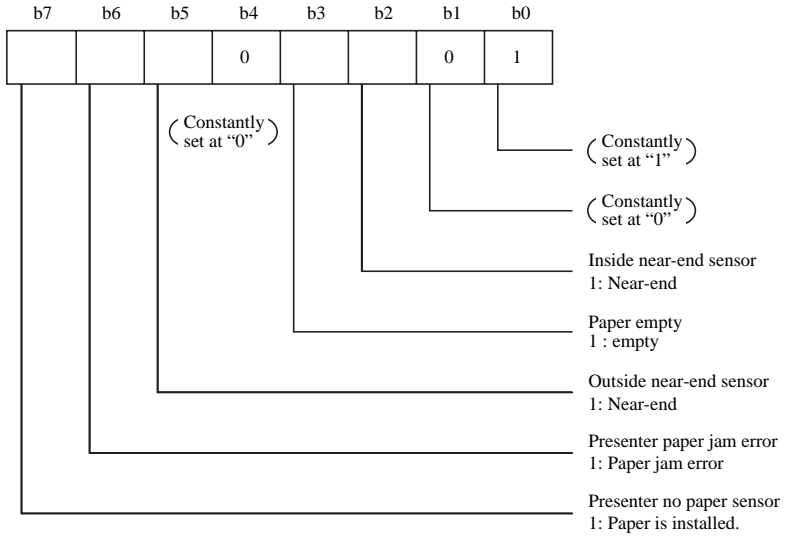 b7 b6 b5 b4 b3 b2 b1 b0
0 0 1
( Constantly
set at “0” )
( Constantly
set at “1” )
( Constantly
set at “0” )
Inside near-end sensor
1: Near-end
Paper empty
1 : empty
Outside near-end sensor
1: Near-end
Presenter paper jam error
1: Paper jam error
Presenter no paper sensor
1: Paper is installed.